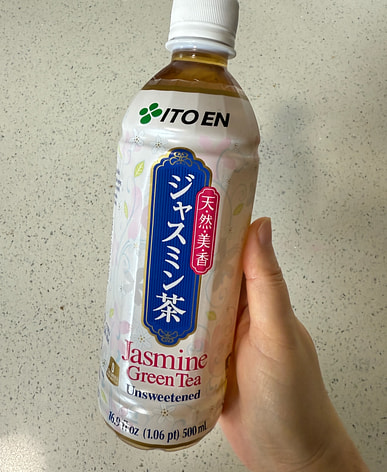 ITO EN
ジャスミン茶
天然・美・香
Jasmine
Green Tea
Unsweetened
16.9 fl oz (1.06 pt) 500 mL